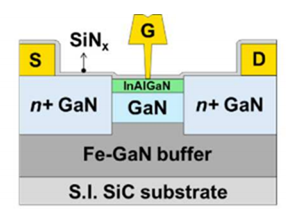 SiNx
G
S
D
InAlGaN
n+ GaN
GaN
n+ GaN
Fe-GaN buffer
S.I. SiC substrate